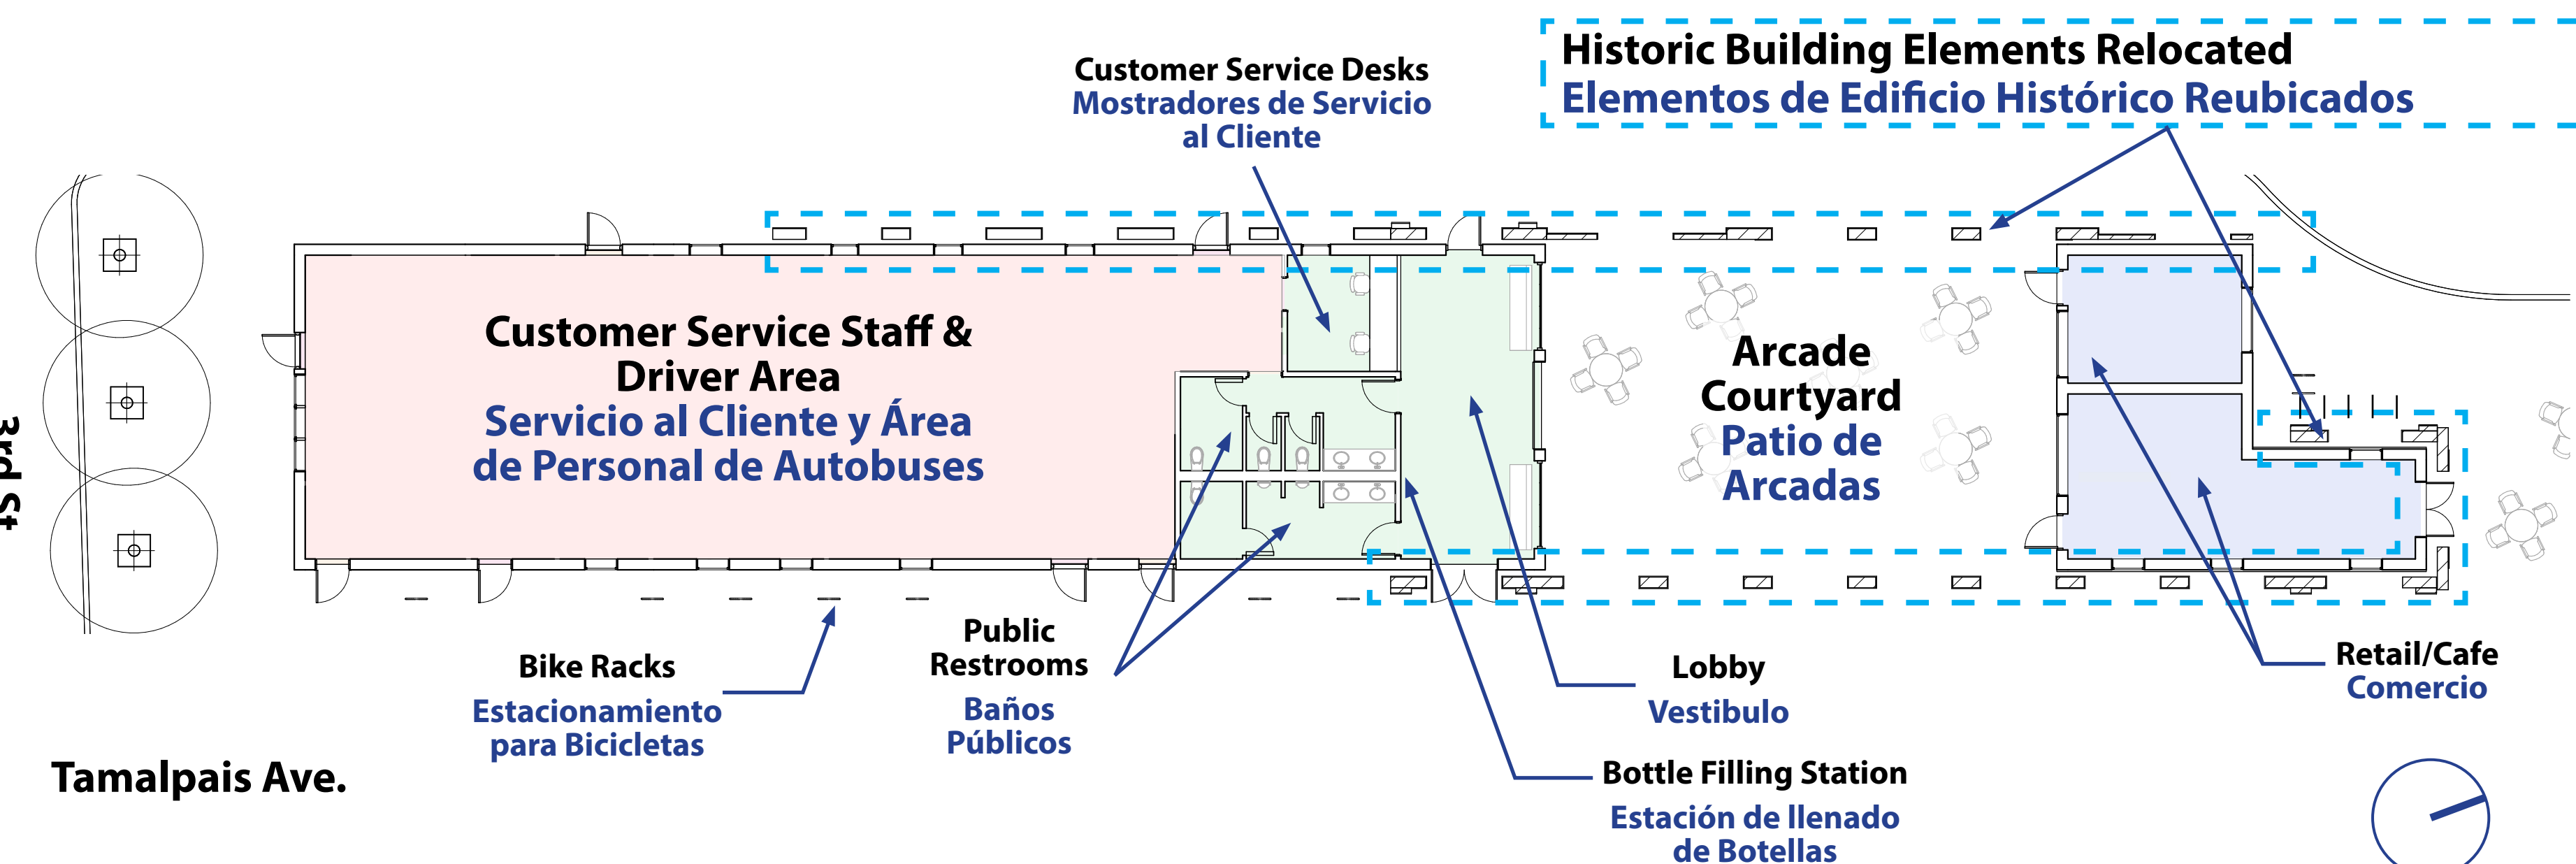 Historic Building Elements Relocated
Elementos de Edificio Histórico Reubicados
Customer Service Desks
Mostradores de Servicio
al Cliente
Customer Service Staff &
Driver Area
Servicio al Cliente y Área
de Personal de Autobuses
Arcade
Courtyard
Patio de
Arcadas
3rd St
Bike Racks
Estacionamiento
para Bicicletas
Public
Restrooms
Baños
Públicos
Lobby
Vestibulo
Retail/Cafe
Comercio
Bottle Filling Station
Estación de llenado
de Botellas
Tamalpais Ave.